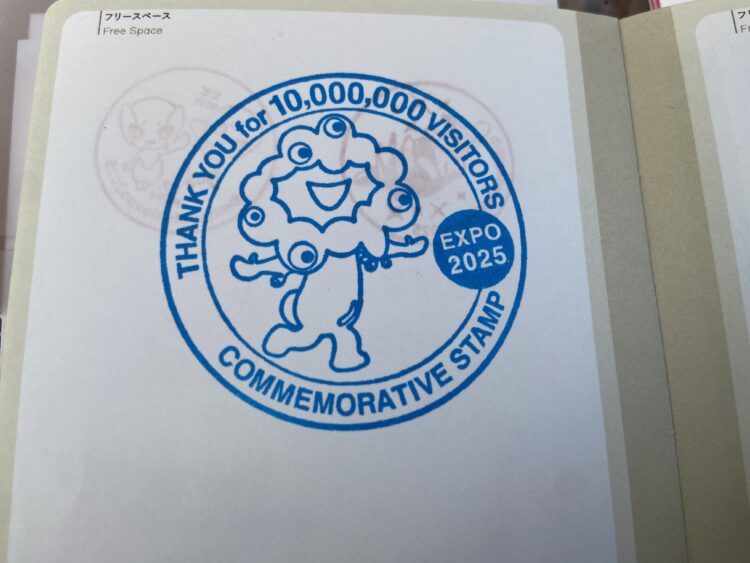 フリースペース
Free Space
THANK YOU for 10,000,000 VISITORS
EXPO
2025
COMMEMORATIVE STAMP